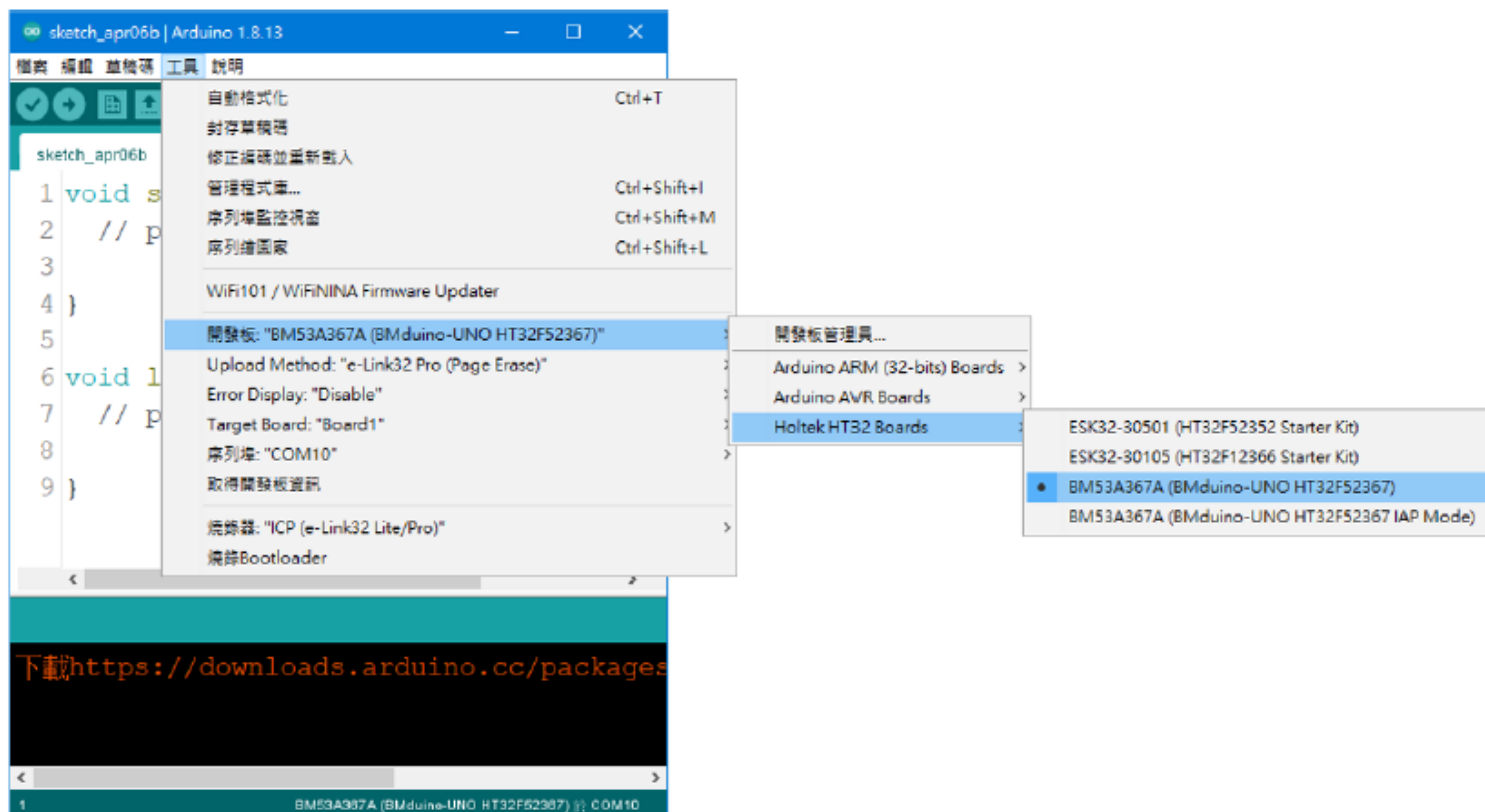 sketch_apr06b | Arduino 1.8.13
檔案 編輯 草稿碼 工具 說明
自動格式化 Ctrl+T
封存草稿碼
修正編碼並重新載入
管理程式庫... Ctrl+Shift+I
序列埠監控視窗 Ctrl+Shift+M
序列繪圖家 Ctrl+Shift+L
WiFi101 / WiFiNINA Firmware Updater
開發板: "BM53A367A (BMduino-UNO HT32F52367)"
Upload Method: "e-Link32 Pro (Page Erase)"
Error Display: "Disable"
Target Board: "Board1"
序列埠: "COM10"
取得開發板資訊
燒錄器: "ICP (e-Link32 Lite/Pro)"
燒錄Bootloader
開發板管理員...
Arduino ARM (32-bits) Boards
Arduino AVR Boards
Holtek HT32 Boards
ESK32-30501 (HT32F52352 Starter Kit)
ESK32-30105 (HT32F12366 Starter Kit)
BM53A367A (BMduino-UNO HT32F52367)
BM53A367A (BMduino-UNO HT32F52367 IAP Mode)
sketch_apr06b
1 void s
2 // p
3
4 }
5
6 void l
7 // p
8
9 }
下載https://downloads.arduino.cc/packages
1 BM53A367A (BMduino-UNO HT32F52367) 於 COM10